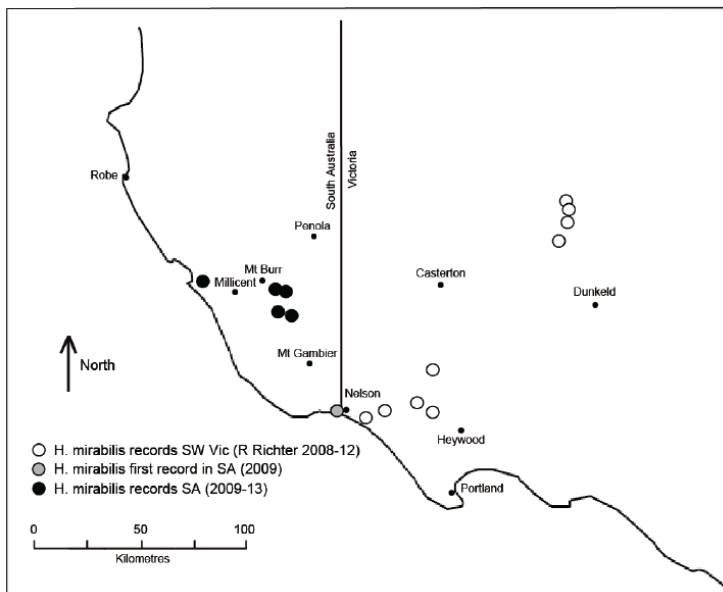 South Australia
Victoria
Robe
Penola
Mt Burr
Millicent
Casterton
Dunkeld
Mt Gambier
North
Nelson
Heywood
H. mirabilis records SW Vic (R Richter 2008-12)
H. mirabilis first record in SA (2009)
H. mirabilis records SA (2009-13)
Portland
0 50 100
Kilometres